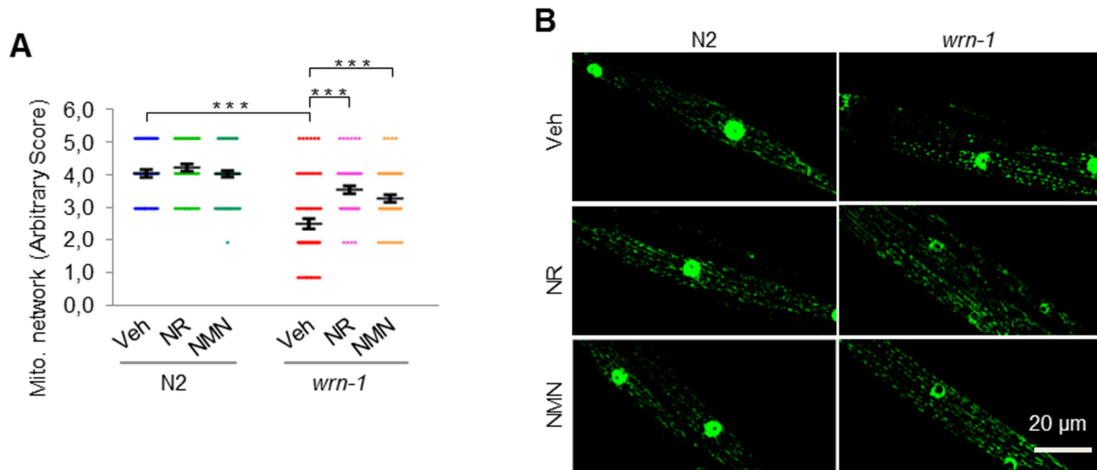 A
Mito. network (Arbitrary Score)
6,0
5,0
4,0
3,0
2,0
1,0
0,0
***
***
***
Veh
NR
NMN
Veh
NR
NMN
N2
wrn-1
B
N2
wrn-1
Veh
NR
NMN
20 µm